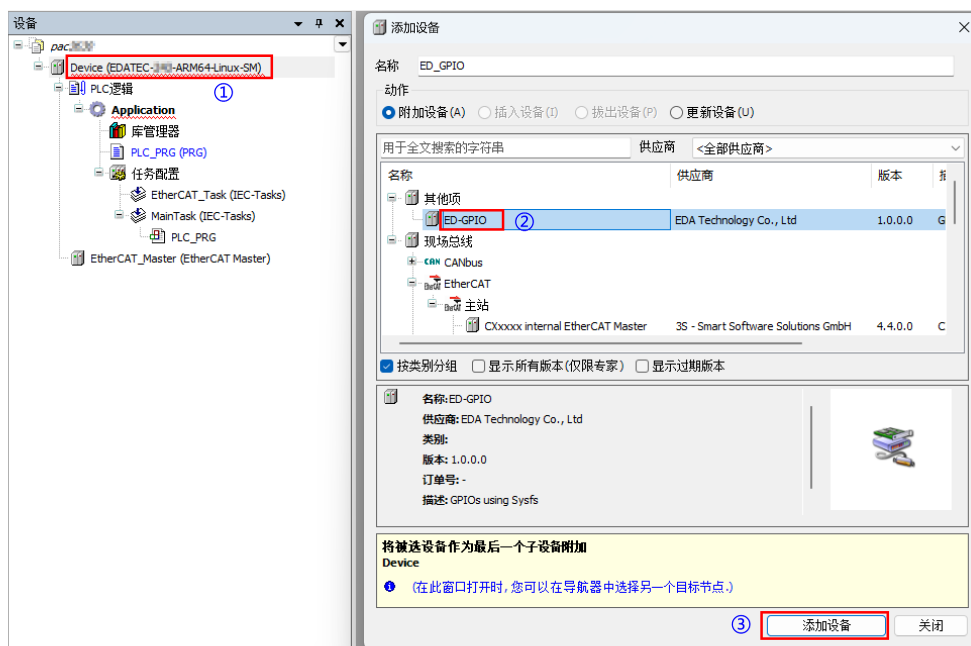 设备
pac
Device (EDATEC- -ARM64-Linux-SM)
①
PLC逻辑
Application
库管理器
PLC_PRG (PRG)
任务配置
EtherCAT_Task (IEC-Tasks)
MainTask (IEC-Tasks)
PLC_PRG
EtherCAT_Master (EtherCAT Master)
添加设备
名称 ED_GPIO
动作
附加设备(A) 插入设备(I) 拨出设备(P) 更新设备(U)
用于全文搜索的字符串 供应商 <全部供应商>
名称 供应商 版本
其他项
ED-GPIO ② EDA Technology Co., Ltd 1.0.0.0 G
现场总线
CAN CANbus
EtherCAT
主站
CXxxxx internal EtherCAT Master 3S - Smart Software Solutions GmbH 4.4.0.0 C
按类别分组 显示所有版本(仅限专家) 显示过期版本
名称:ED-GPIO
供应商: EDA Technology Co., Ltd
类别:
版本: 1.0.0.0
订单号: -
描述: GPIOs using Sysfs
将被选设备作为最后一个子设备附加
Device
(在此窗口打开时, 您可以在导航器中选择另一个目标节点.)
③ 添加设备 关闭